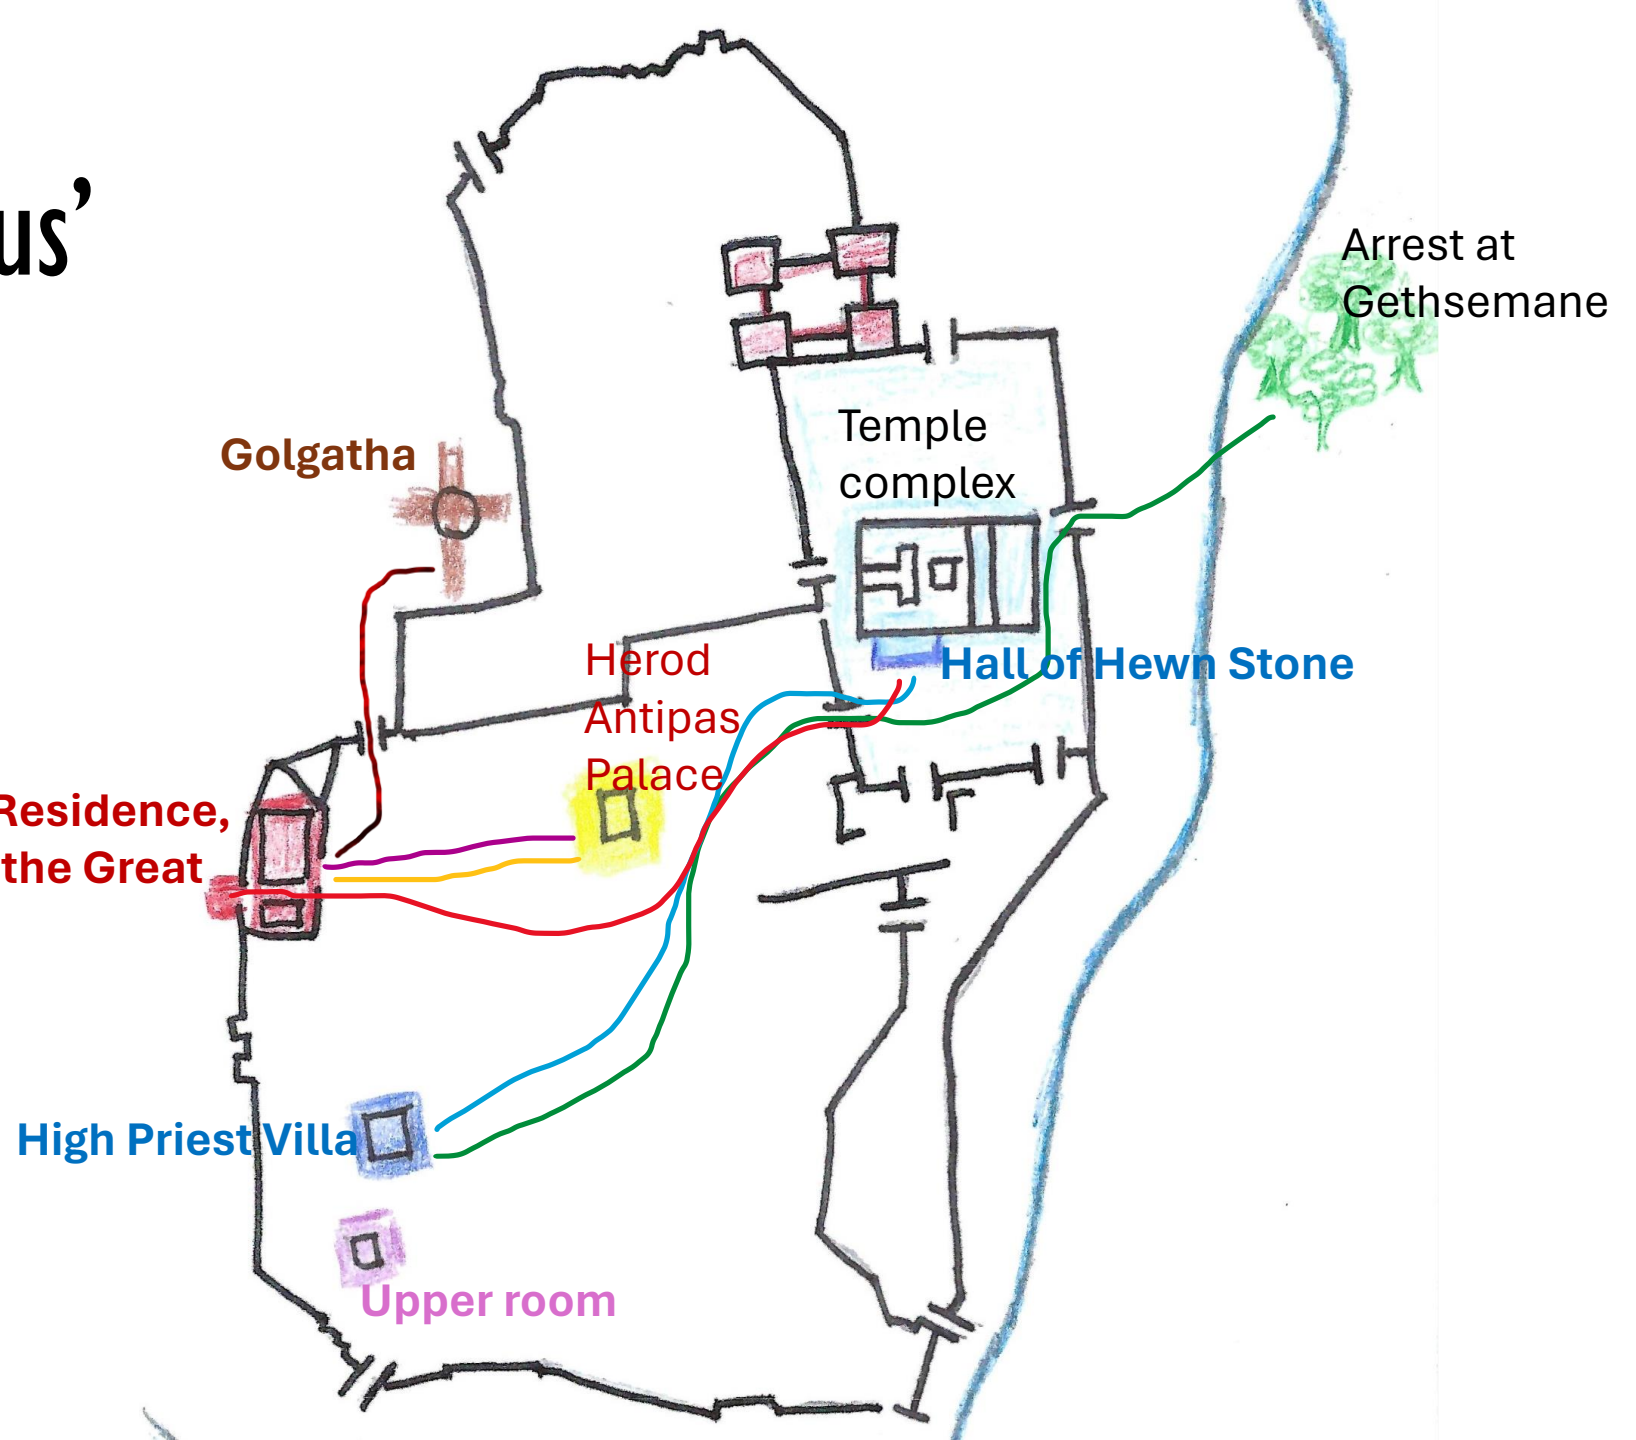 us’
Arrest at
Gethsemane
Golgatha
Temple
complex
Herod
Antipas
Palace
Hall of Hewn Stone
Residence,
the Great
High Priest Villa
Upper room